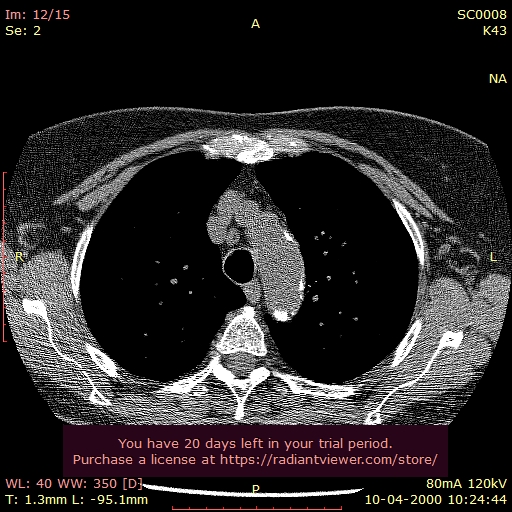 Im: 12/15
Se: 2
A
SC0008
K43
NA
R
L
You have 20 days left in your trial period.
Purchase a license at https://radiantviewer.com/store/
WL: 40 WW: 350 [D]
T: 1.3mm L: -95.1mm
P
80mA 120kV
10-04-2000 10:24:44